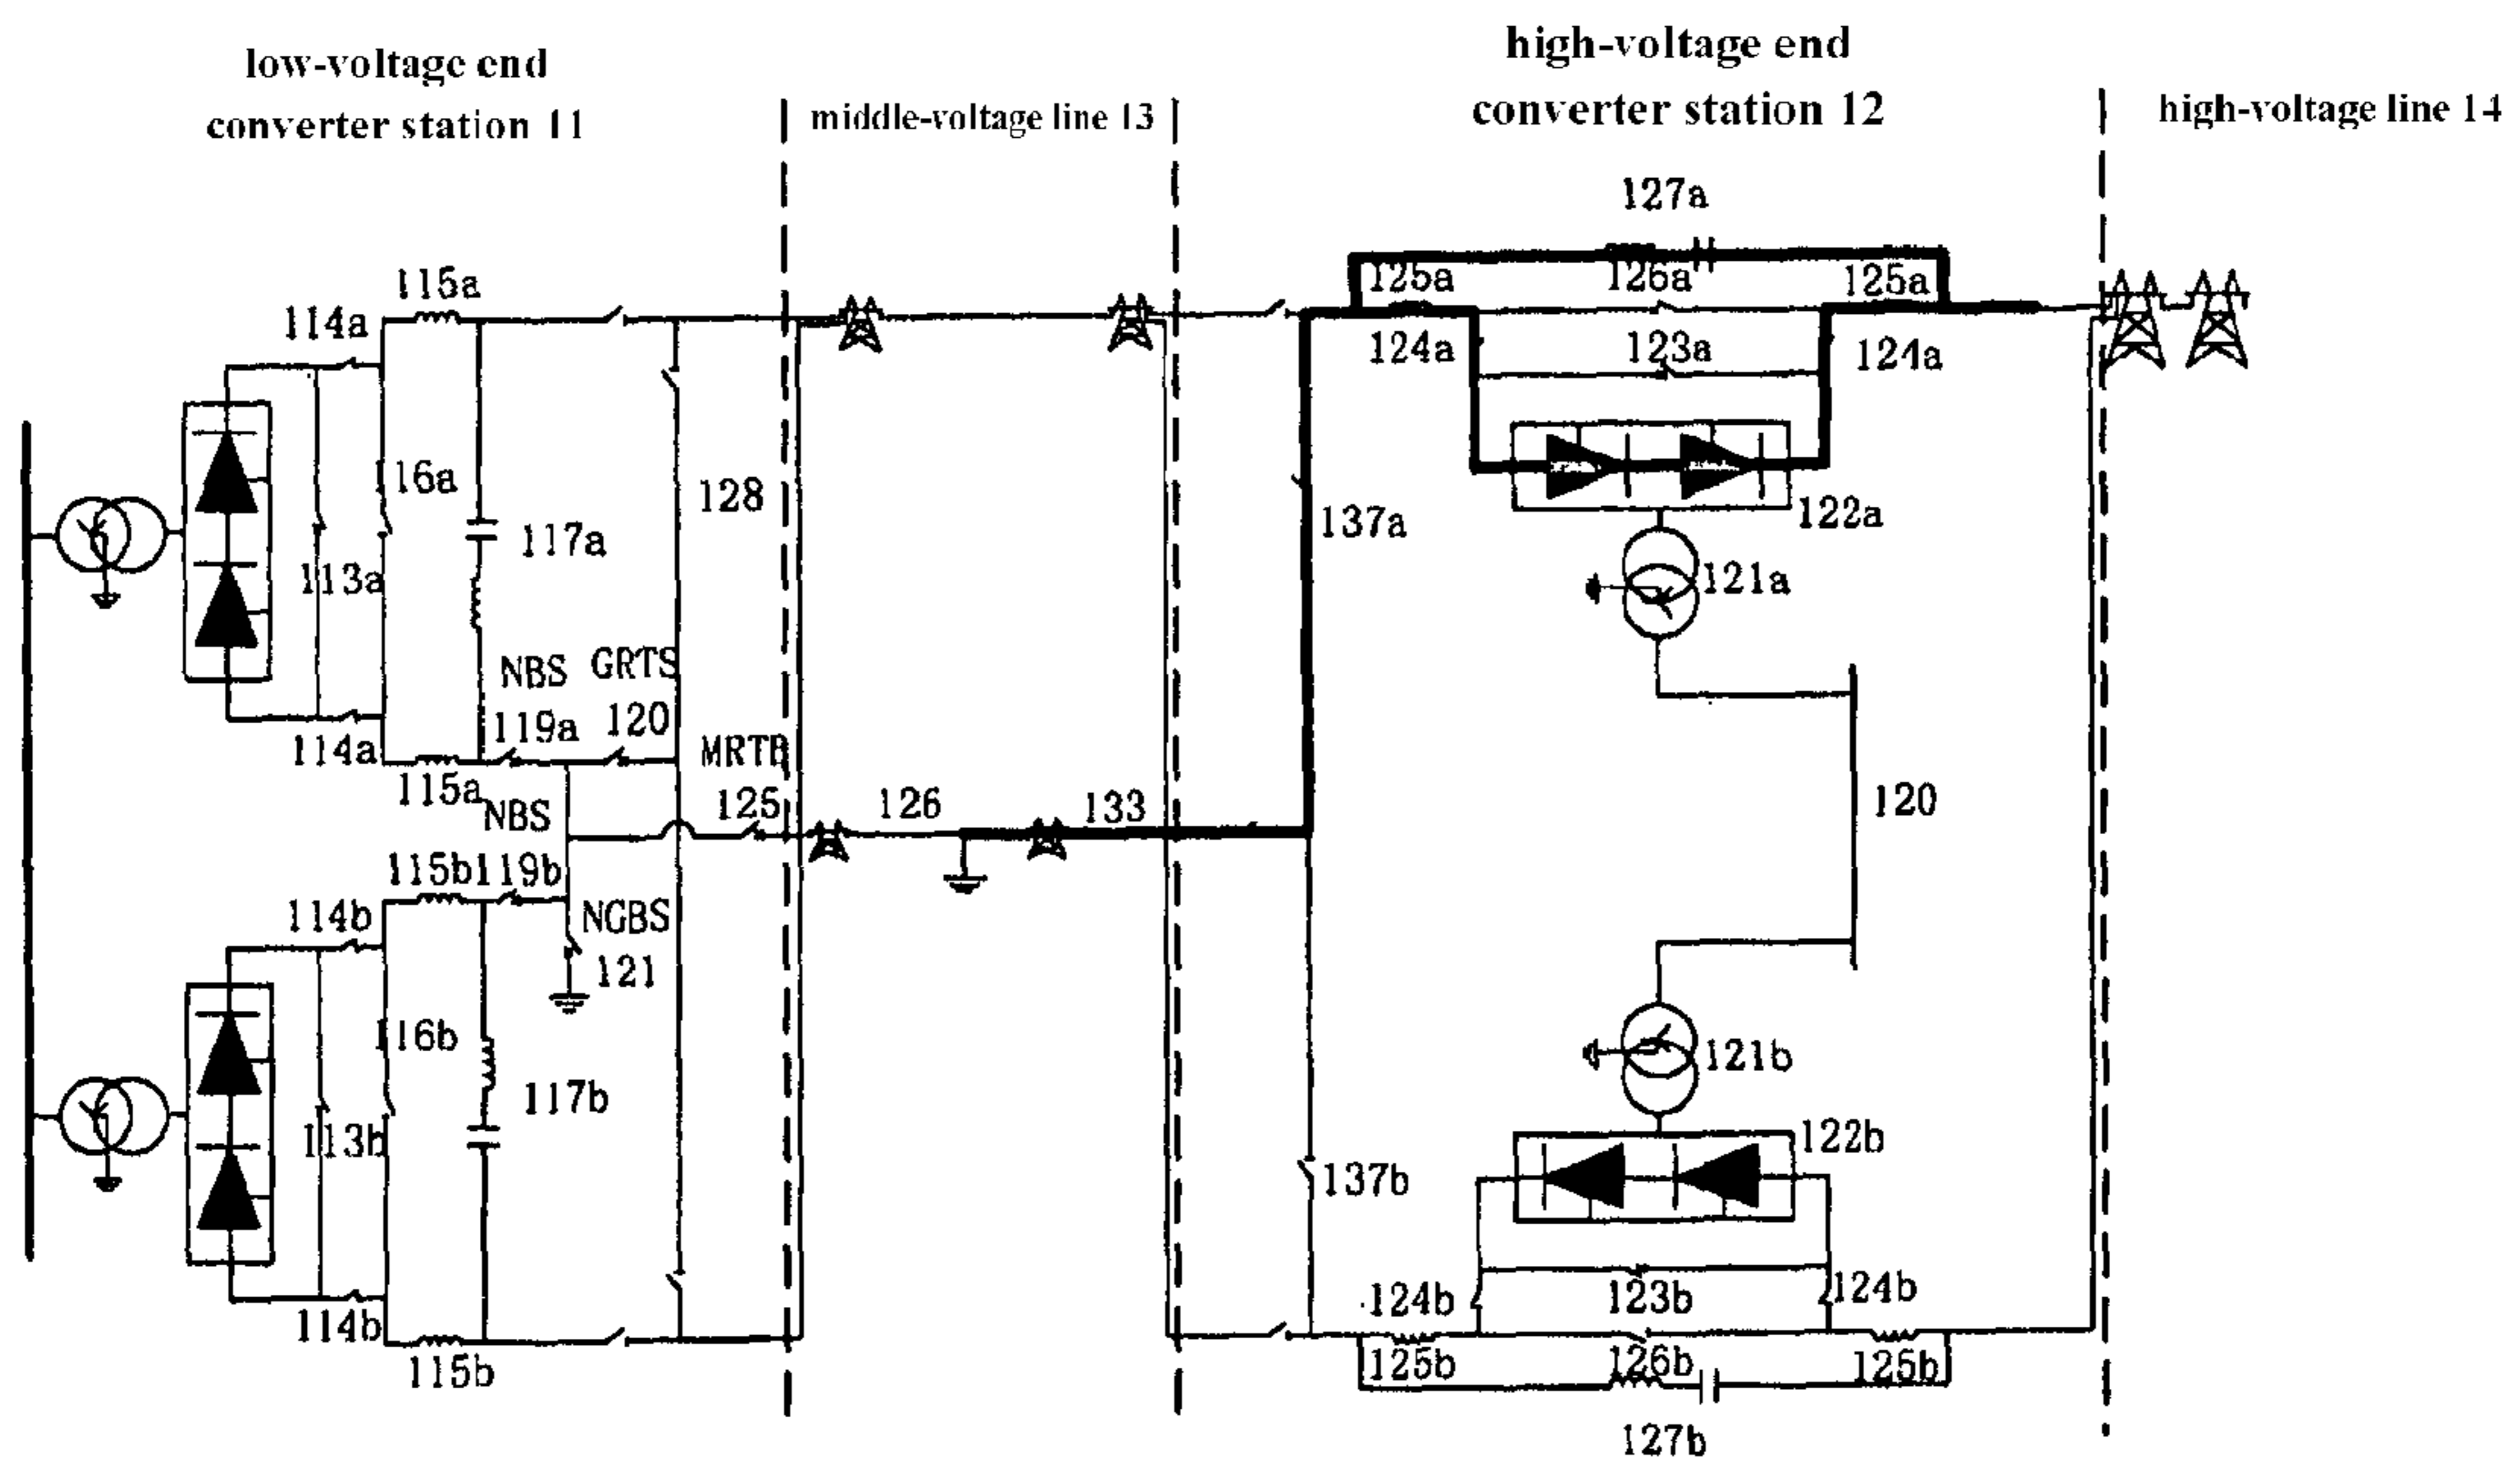 low-voltage end
converter station 11
middle-voltage line 13
high-voltage end
converter station 12
high-voltage line 14
127a
125a
126a
125a
115a
114a
124a
123a
124a
116a
128
117a
137a
122a
113a
121a
NBS
GRTS
119a
120
114a
115a
MRTB
NBS
125
126
133
120
115b
119b
114b
NGBS
121
116b
121b
117b
122b
113b
137b
124b
123b
124b
114b
115b
125b
126b
125b
127b